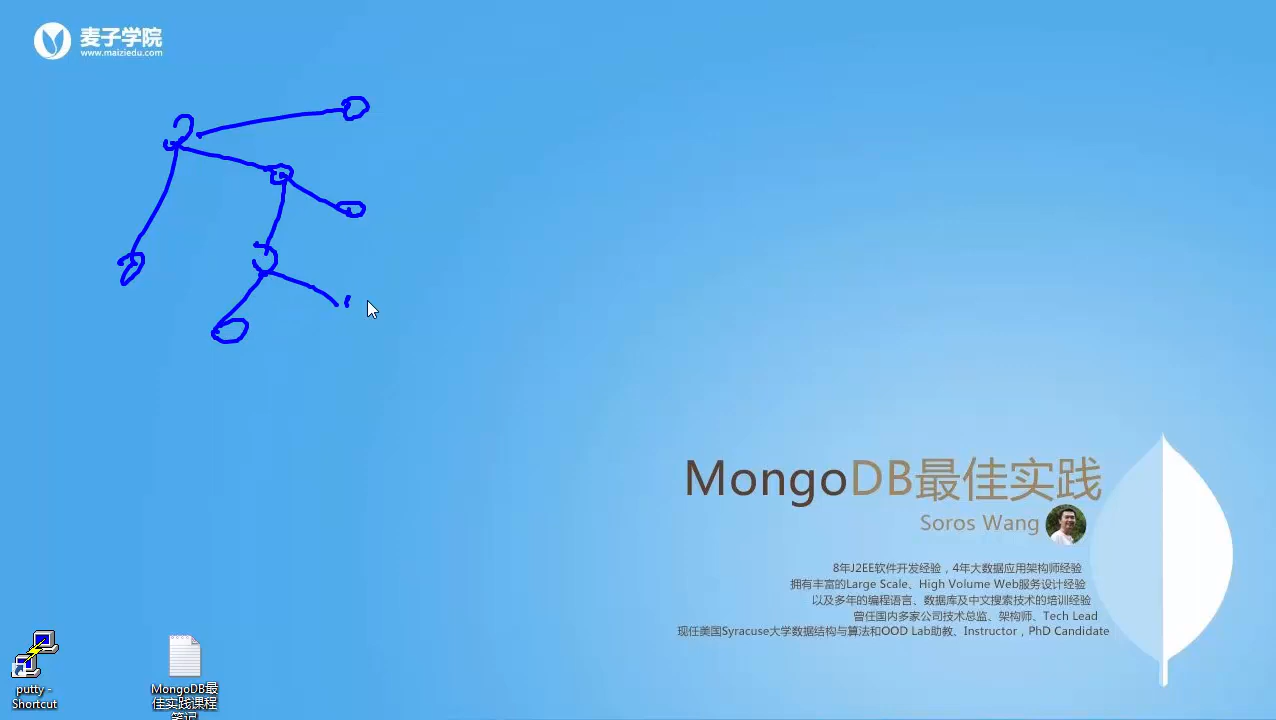 麦子学院
www.maiziedu.com
MongoDB最佳实践
Soros Wang
8年J2EE软件开发经验，4年大数据应用架构师经验
拥有丰富的Large Scale、High Volume Web服务设计经验
以及多年的编程语言、数据库及中文搜索技术的培训经验
曾任国内多家公司技术总监、架构师、Tech Lead
现任美国Syracuse大学数据结构与算法和OOD Lab助教、Instructor，PhD Candidate
putty -
Shortcut
MongoDB最
佳实践课程
笔记